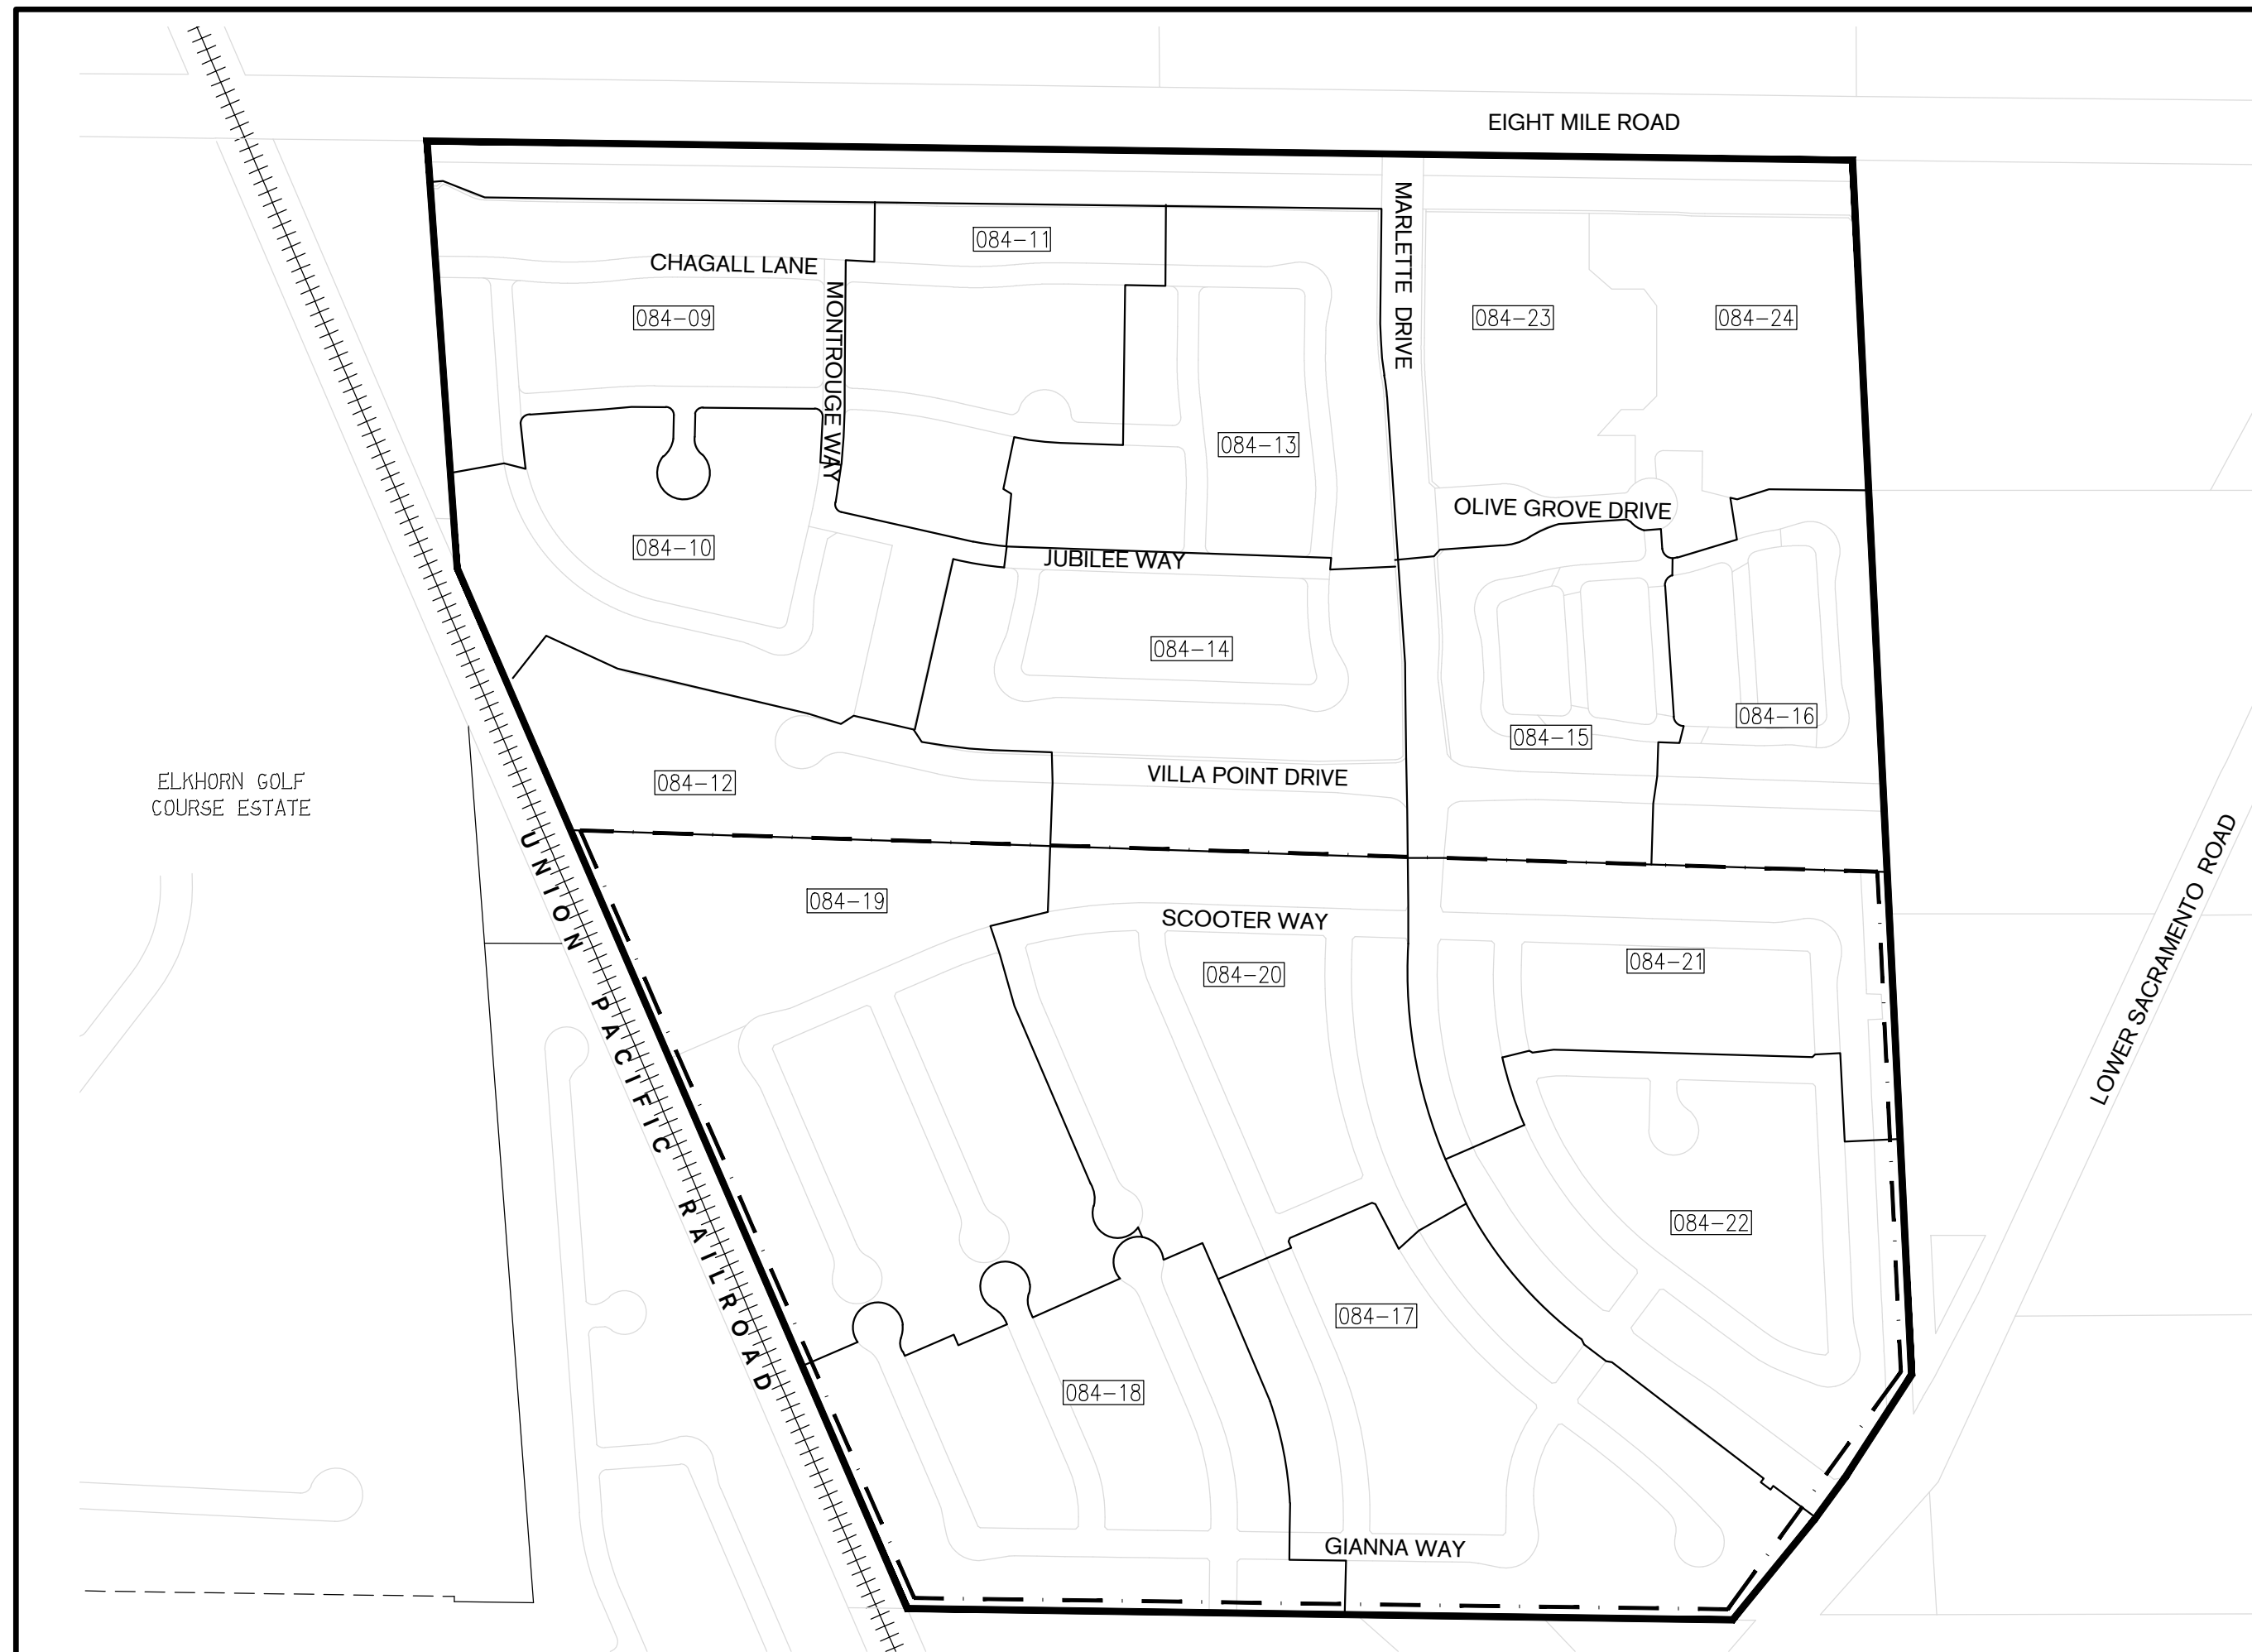 EIGHT MILE ROAD
MARLETTE DRIVE
084-11
CHAGALL LANE
MONTROUGE WAY
084-09
084-23
084-24
084-13
OLIVE GROVE DRIVE
084-10
JUBILEE WAY
084-14
084-16
084-15
ELKHORN GOLF
COURSE ESTATE
084-12
VILLA POINT DRIVE
UNION PACIFIC RAILROAD
084-19
SCOOTER WAY
084-20
084-21
LOWER SACRAMENTO ROAD
084-22
084-17
084-18
GIANNA WAY